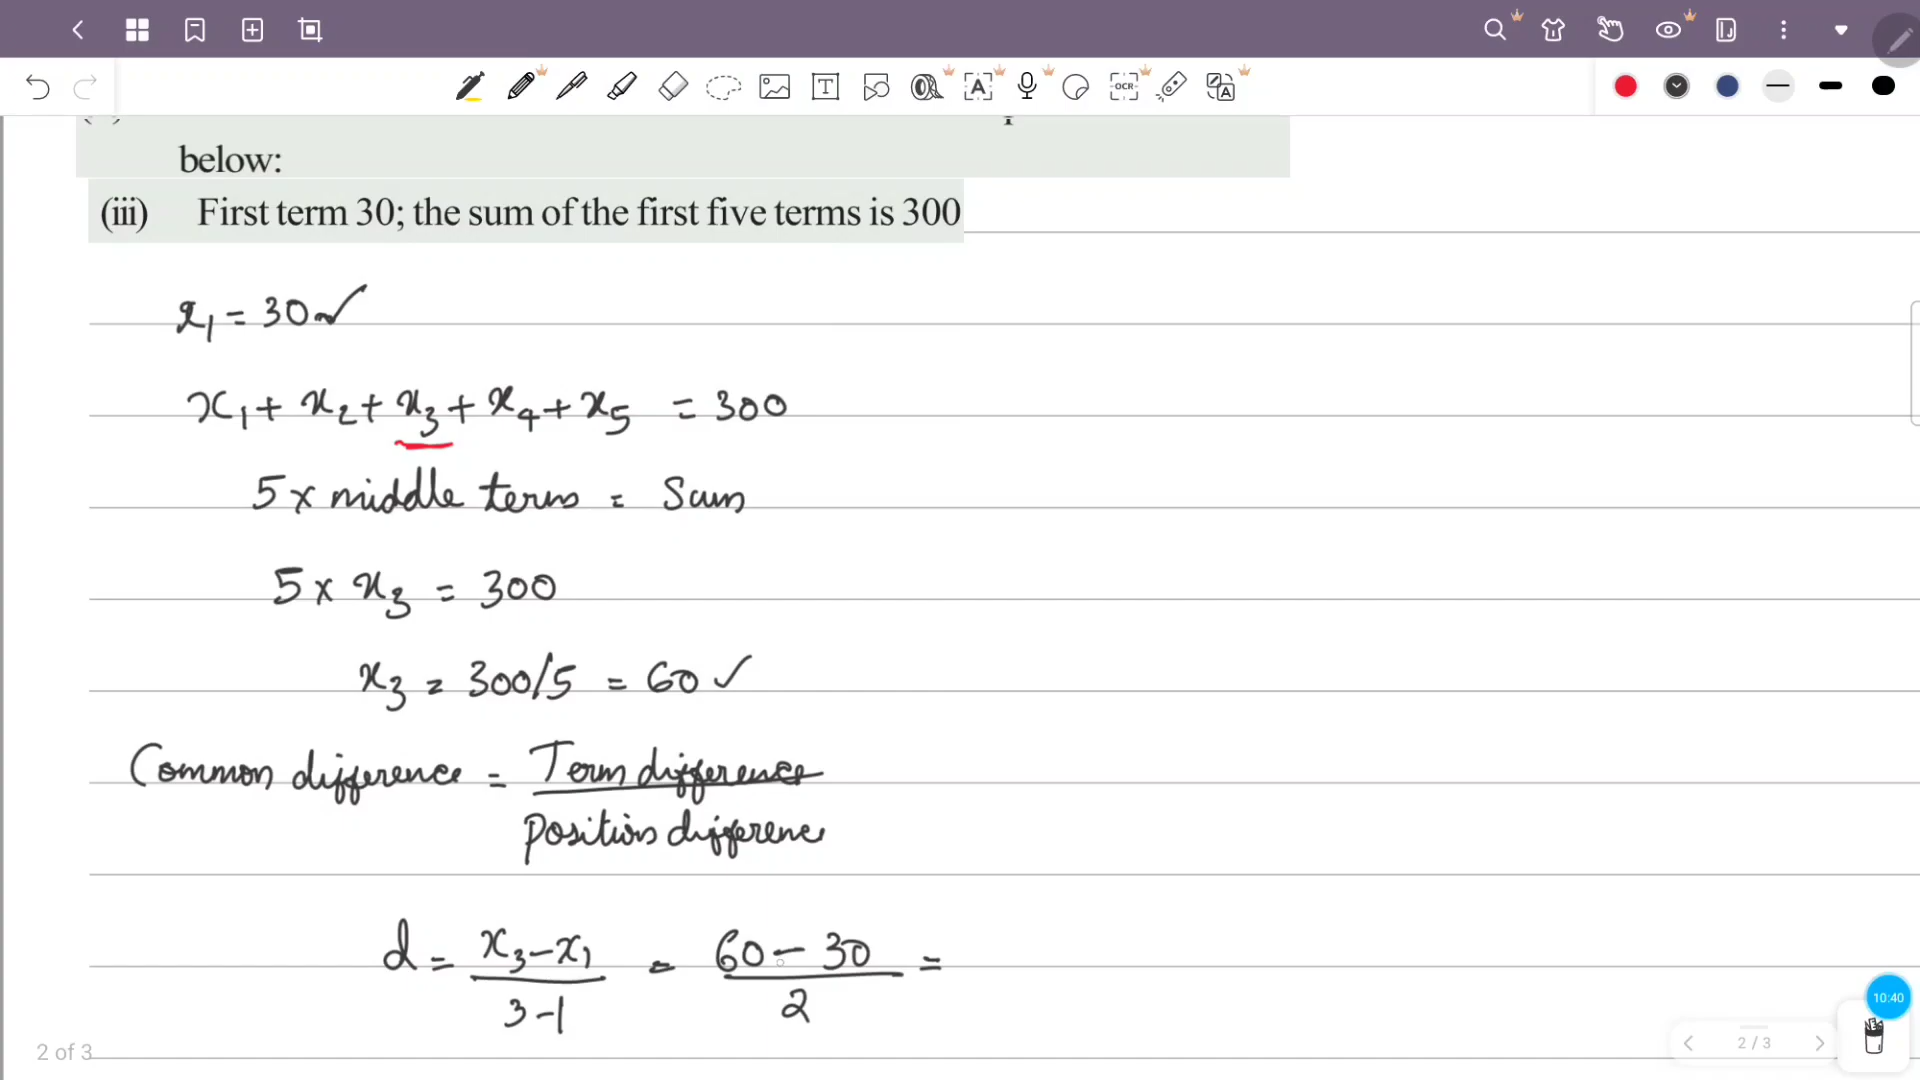 below:
(iii) First term 30; the sum of the first five terms is 300
x₁ = 30 ✓
x₁ + x₂ + x₃ + x₄ + x₅ = 300
5 x middle term = Sum
5 x x₃ = 300
x₃ = 300/5 = 60 ✓
Common difference = Term difference
Position difference
d = x₃ - x₁ = 60 - 30 =
3 - 1 2
2 of 3
2 / 3
10:40
OCR